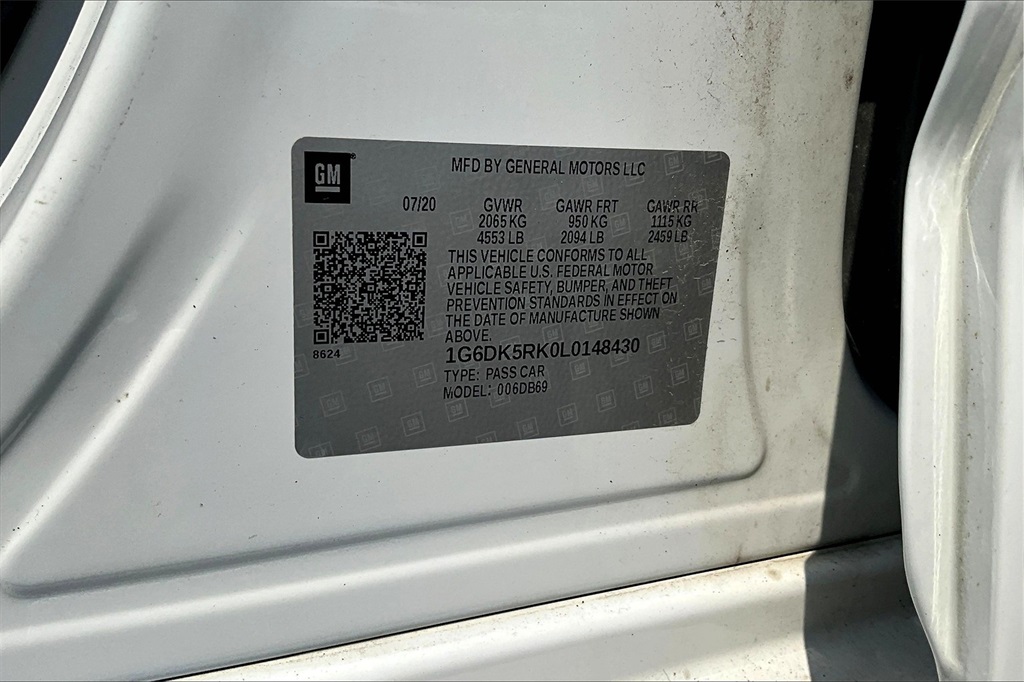 GM
MFD BY GENERAL MOTORS LLC
07/20 GVWR GAWR FRT GAWR RR
2065 KG 950 KG 1115 KG
4553 LB 2094 LB 2459 LB
THIS VEHICLE CONFORMS TO ALL
APPLICABLE U.S. FEDERAL MOTOR
VEHICLE SAFETY, BUMPER, AND THEFT
PREVENTION STANDARDS IN EFFECT ON
THE DATE OF MANUFACTURE SHOWN
ABOVE.
8624
1G6DK5RK0L0148430
TYPE: PASS CAR
MODEL: 006DB69